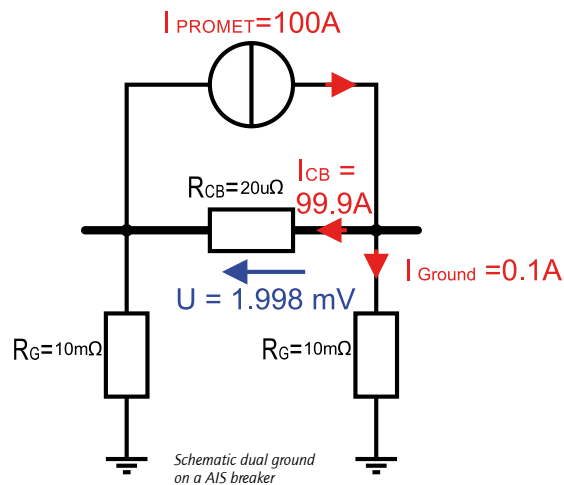 I PROMET=100A
RCB=20uΩ
ICB =
99.9A
I Ground =0.1A
U = 1.998 mV
RG=10mΩ
RG=10mΩ
Schematic dual ground
on a AIS breaker